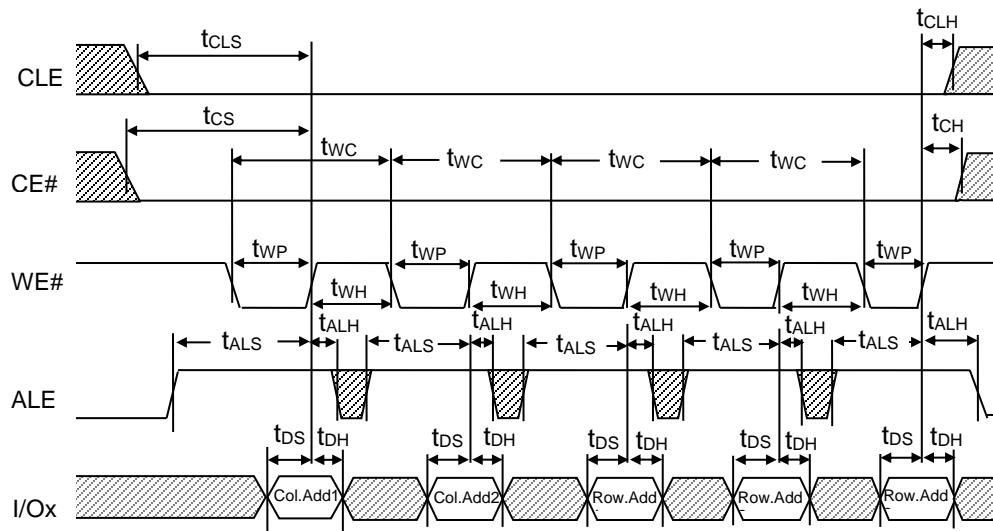 tCLS
tCLH
CLE
tCS
tCH
tWC tWC tWC tWC
CE#
tWP tWP tWP tWP tWP
WE#
tWH tWH tWH tWH
tALH tALH tALH tALH tALH
tALS tALS tALS tALS tALS
ALE
tDS tDH tDS tDH tDS tDH tDS tDH tDS tDH
I/Ox
Col.Add1 Col.Add2 Row.Add Row.Add Row.Add